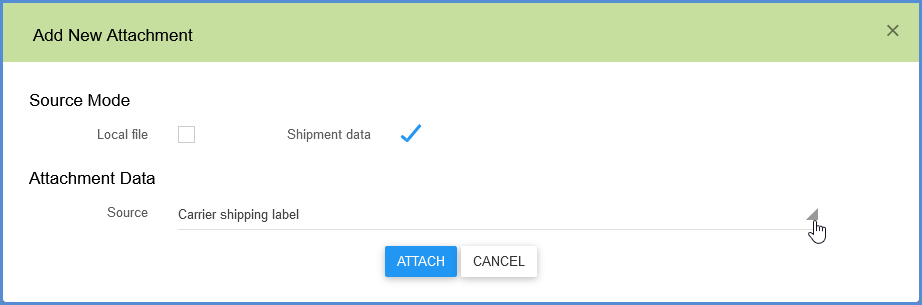 Add New Attachment
Source Mode
Local file Shipment data
Attachment Data
Source Carrier shipping label
ATTACH CANCEL